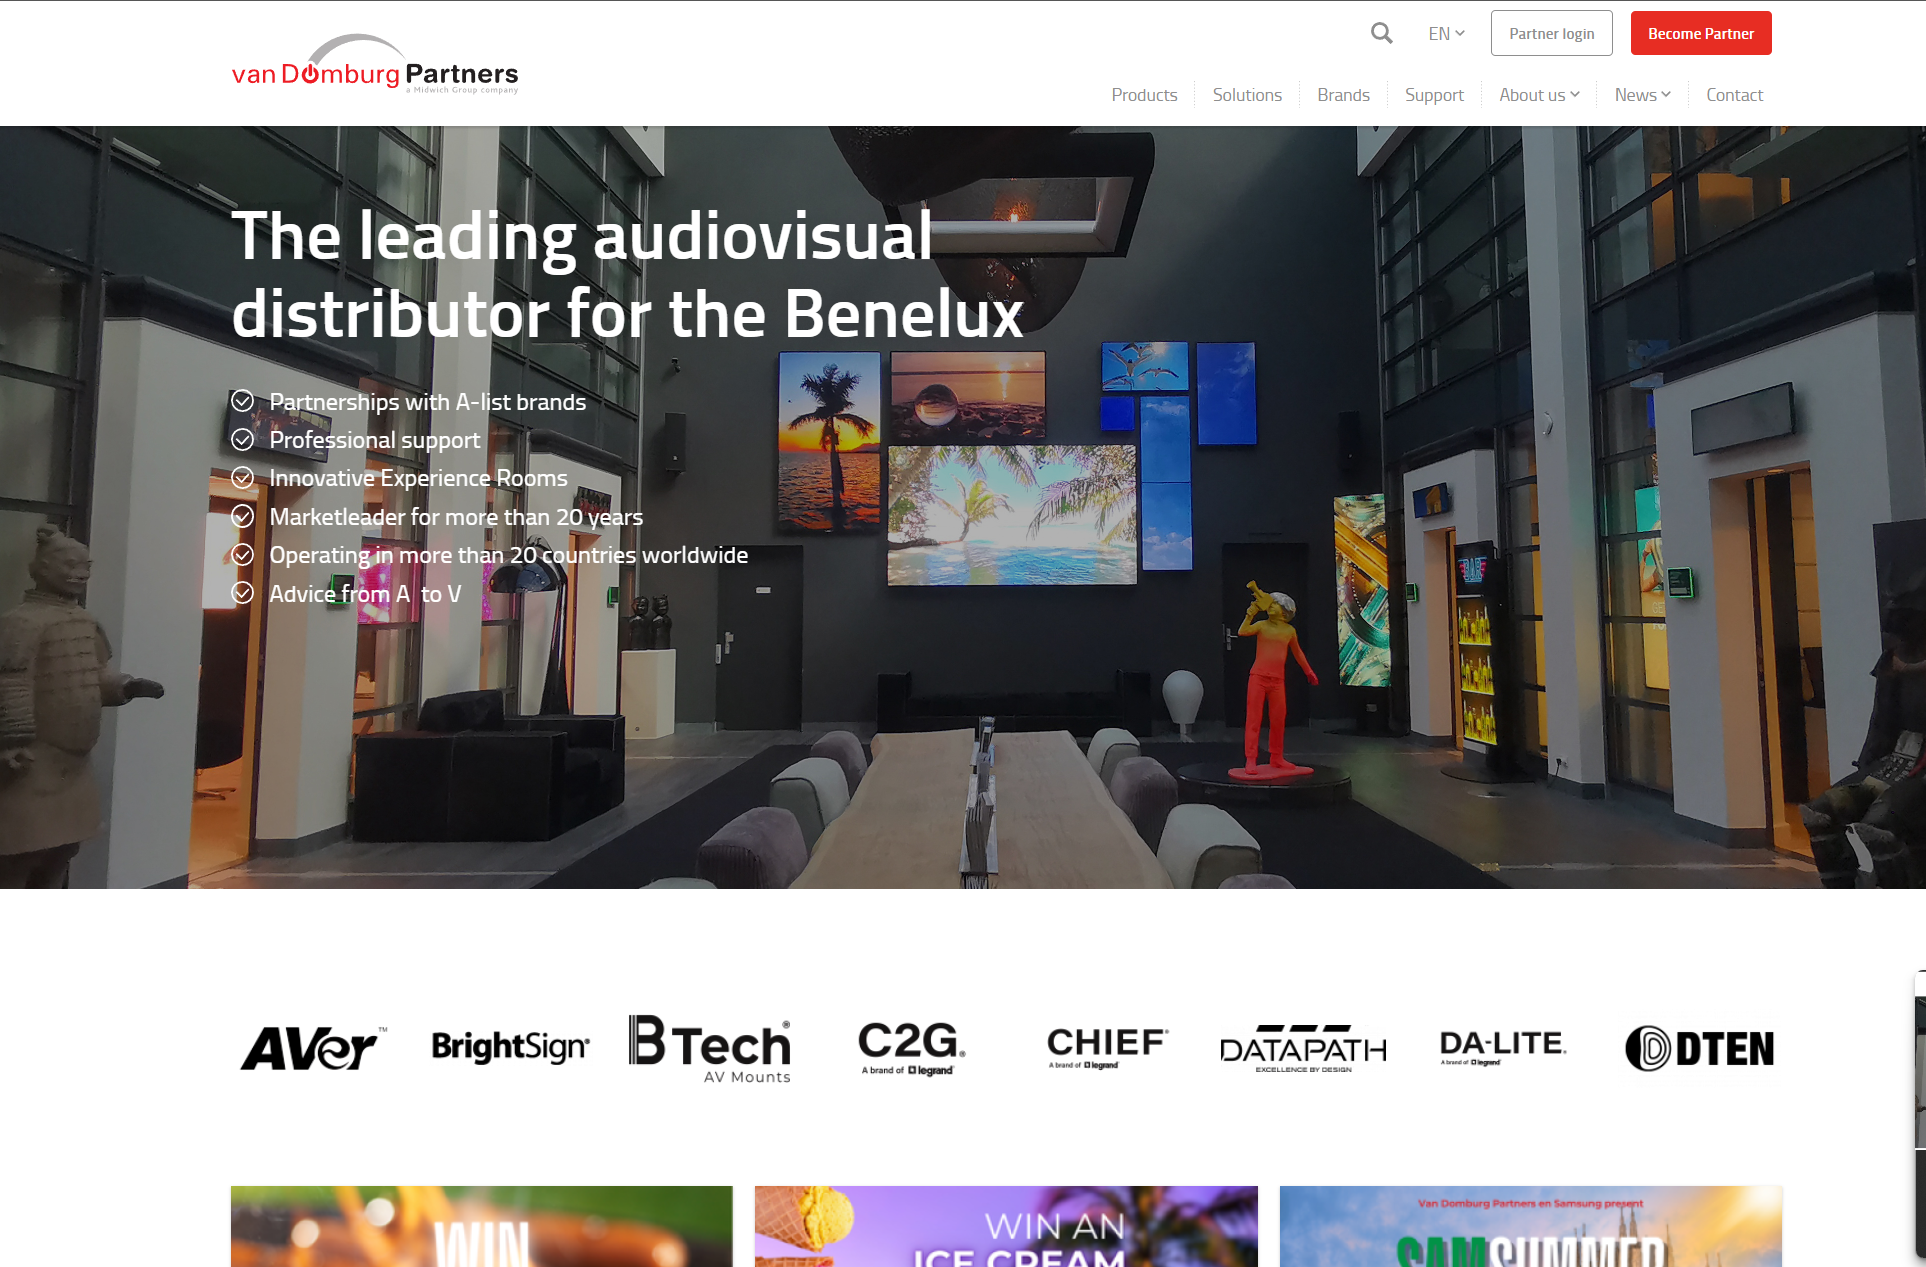 EN
Partner login
Become Partner
van Domburg Partners
a Midwich Group company
Products
Solutions
Brands
Support
About us
News
Contact
The leading audiovisual
distributor for the Benelux
Partnerships with A-list brands
Professional support
Innovative Experience Rooms
Marketleader for more than 20 years
Operating in more than 20 countries worldwide
Advice from A to V
BAR
AVer™
BrightSign®
B Tech®
AV Mounts
C2G®
A brand of legrand®
CHIEF®
A brand of legrand®
DATAPATH
EXCELLENCE BY DESIGN
DA-LITE®
A brand of legrand®
DTEN
WIN
WIN AN
ICE CREAM
Van Domburg Partners en Samsung present
SAMSUMMER